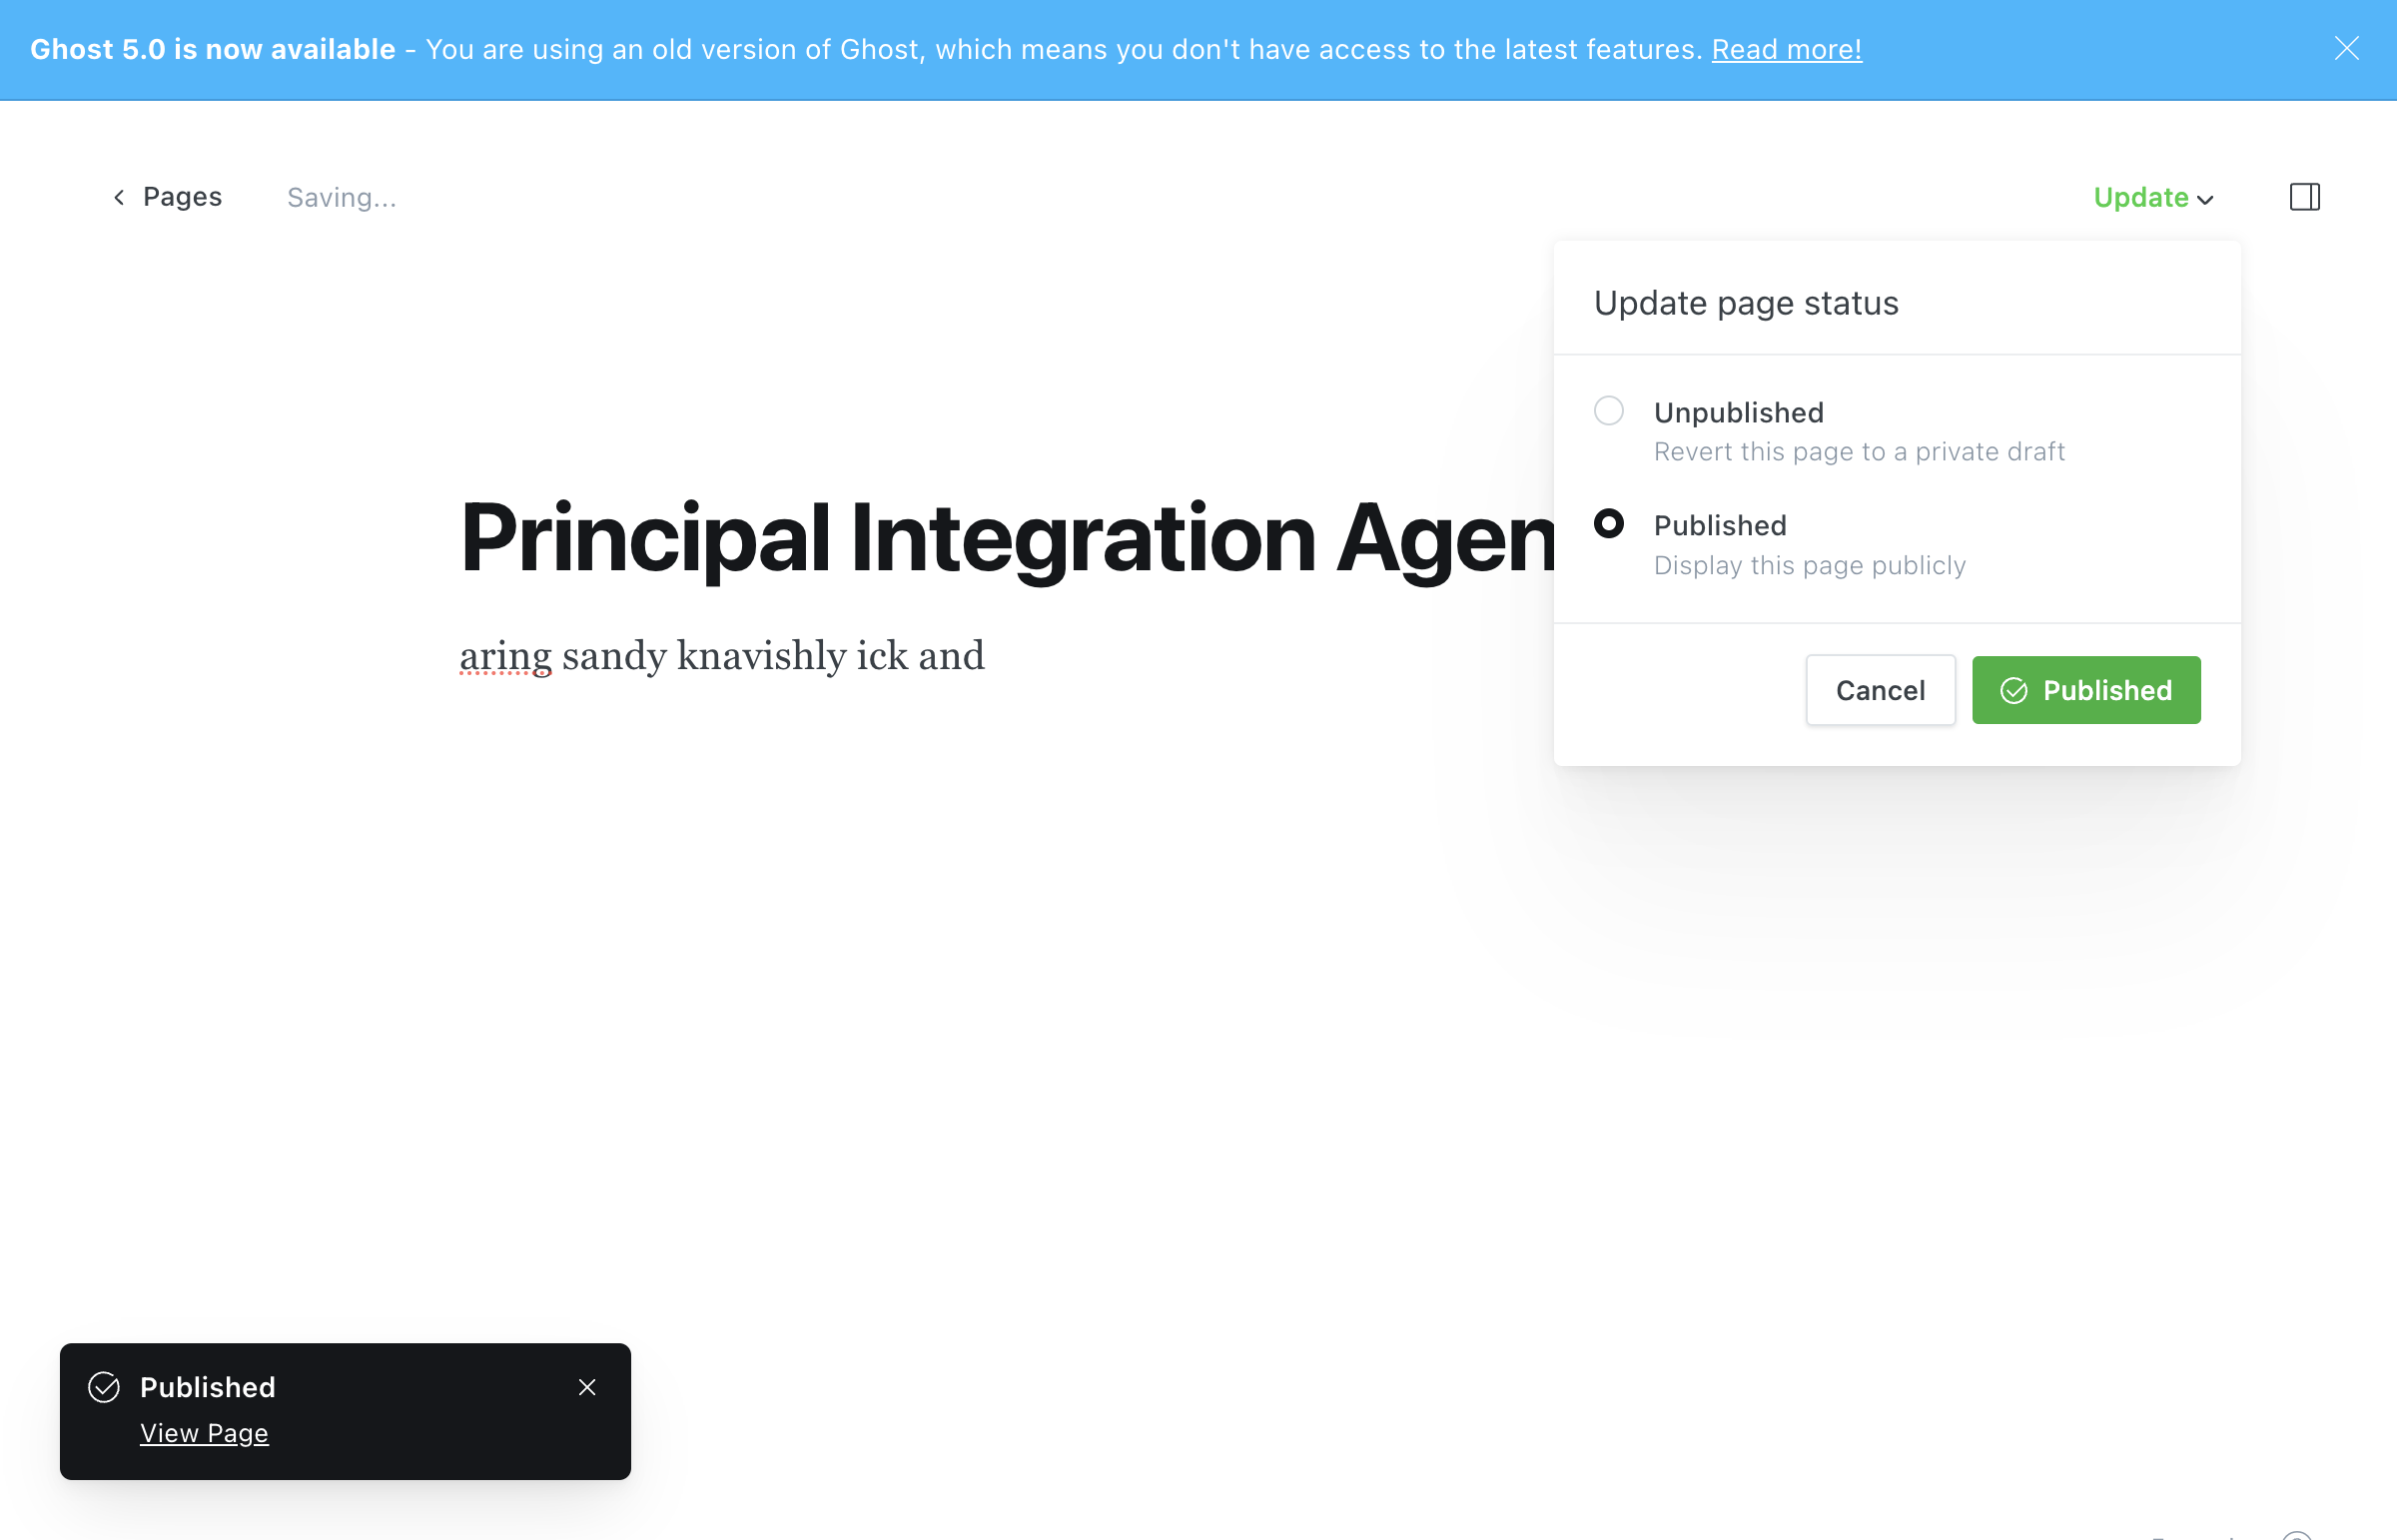 Ghost 5.0 is now available - You are using an old version of Ghost, which means you don't have access to the latest features. Read more!
Pages
Saving...
Update
Update page status
Unpublished
Revert this page to a private draft
Published
Display this page publicly
Cancel
Published
Principal Integration Agen
aring sandy knavishly ick and
Published
View Page